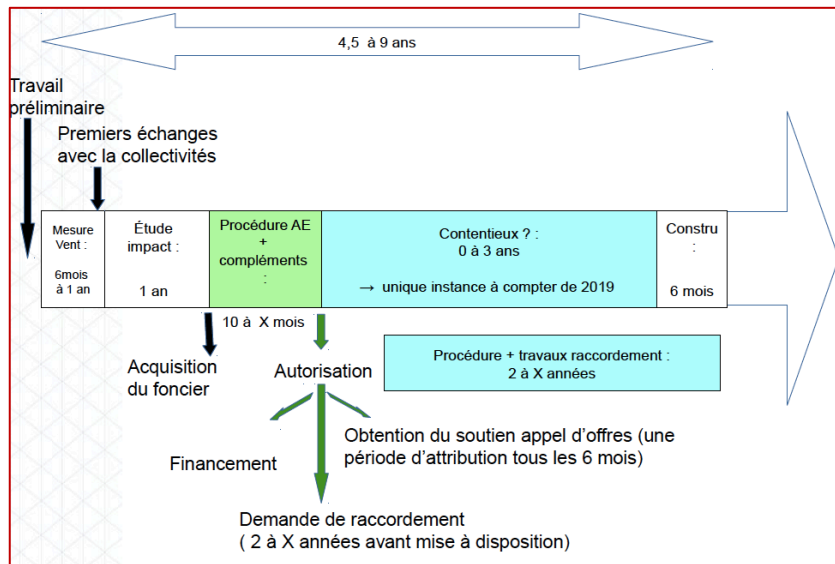 4,5 à 9 ans
Travail
préliminaire
Premiers échanges
avec la collectivités
Mesure
Vent :
6mois
à 1 an
Étude
impact :
1 an
Procédure AE
+
compléments
:
10 à X mois
Contentieux ? :
0 à 3 ans
→ unique instance à compter de 2019
Constru
:
6 mois
Acquisition
du foncier
Autorisation
Procédure + travaux raccordement :
2 à X années
Financement
Obtention du soutien appel d'offres (une
période d'attribution tous les 6 mois)
Demande de raccordement
( 2 à X années avant mise à disposition)